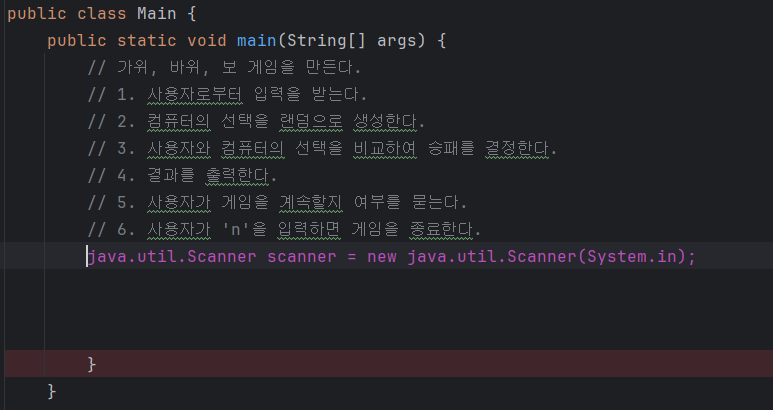 public class Main {
public static void main(String[] args) {
// 가위, 바위, 보 게임을 만든다.
// 1. 사용자로부터 입력을 받는다.
// 2. 컴퓨터의 선택을 랜덤으로 생성한다.
// 3. 사용자와 컴퓨터의 선택을 비교하여 승패를 결정한다.
// 4. 결과를 출력한다.
// 5. 사용자가 게임을 계속할지 여부를 묻는다.
// 6. 사용자가 'n'을 입력하면 게임을 종료한다.
java.util.Scanner scanner = new java.util.Scanner(System.in);
}
}